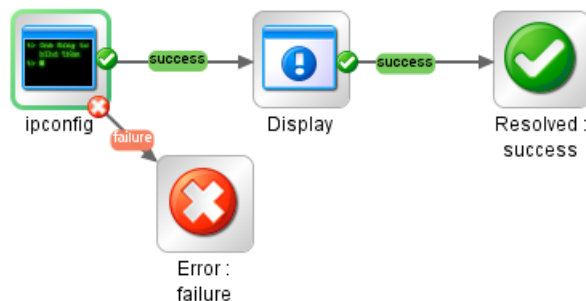 success
success
ipconfig
Display
Resolved :
success
failure
Error :
failure